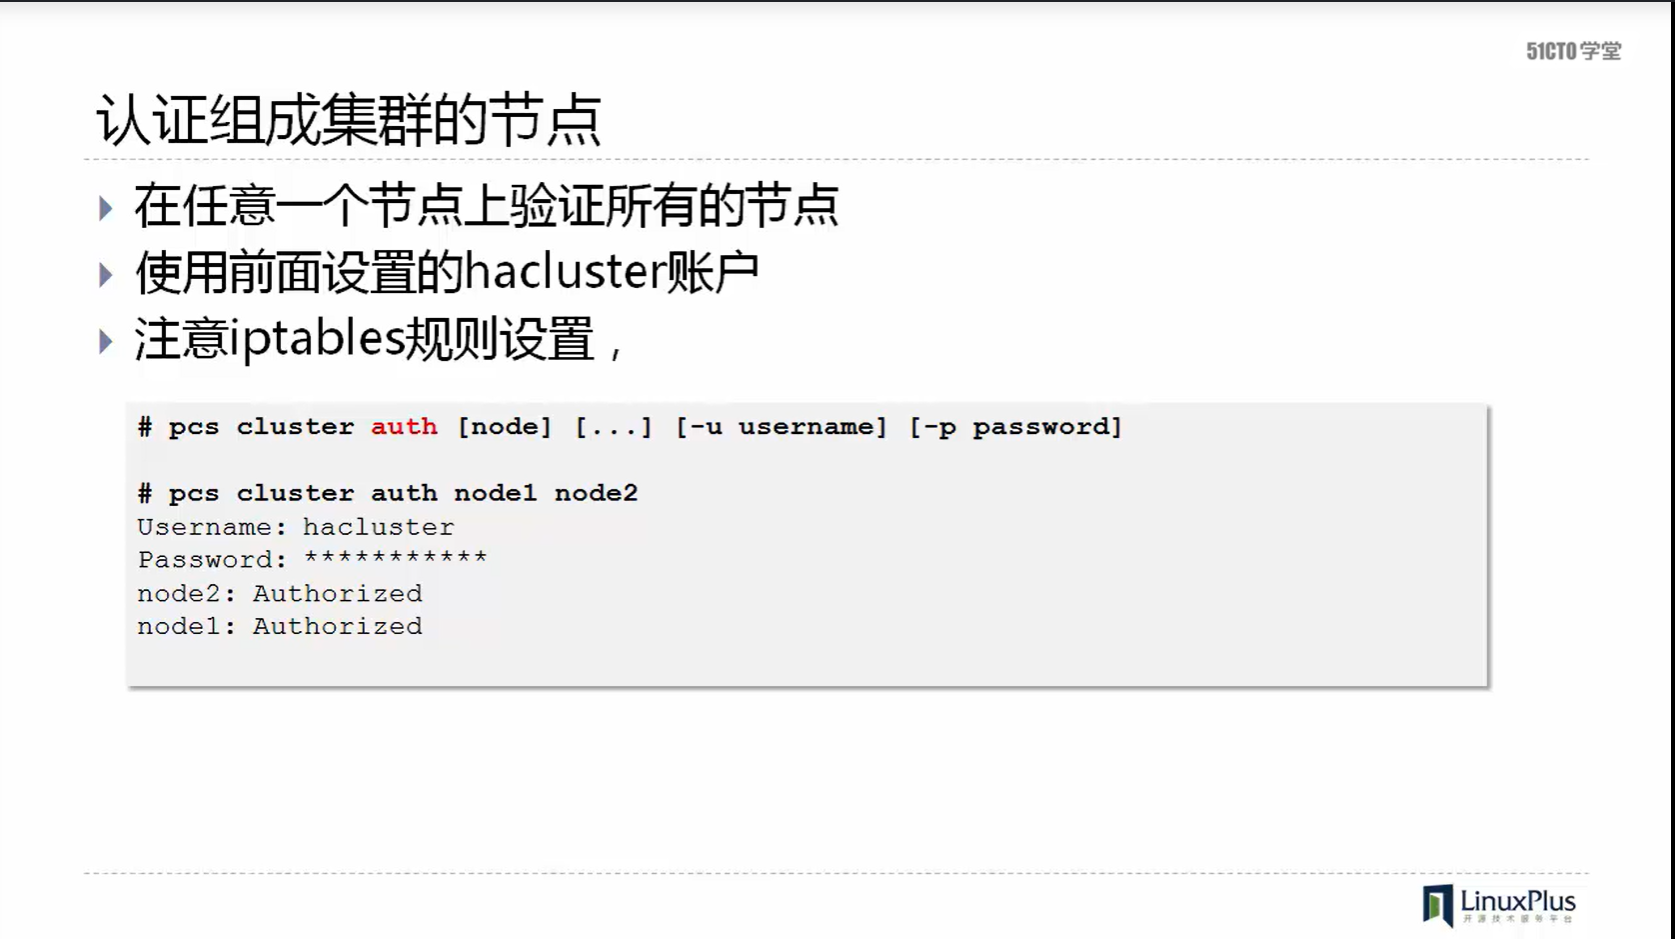 51CTO学堂
认证组成集群的节点
在任意一个节点上验证所有的节点
使用前面设置的hacluster账户
注意iptables规则设置，
# pcs cluster auth [node] [...] [-u username] [-p password]
# pcs cluster auth node1 node2
Username: hacluster
Password: ***********
node2: Authorized
node1: Authorized
LinuxPlus
开源技术服务平台